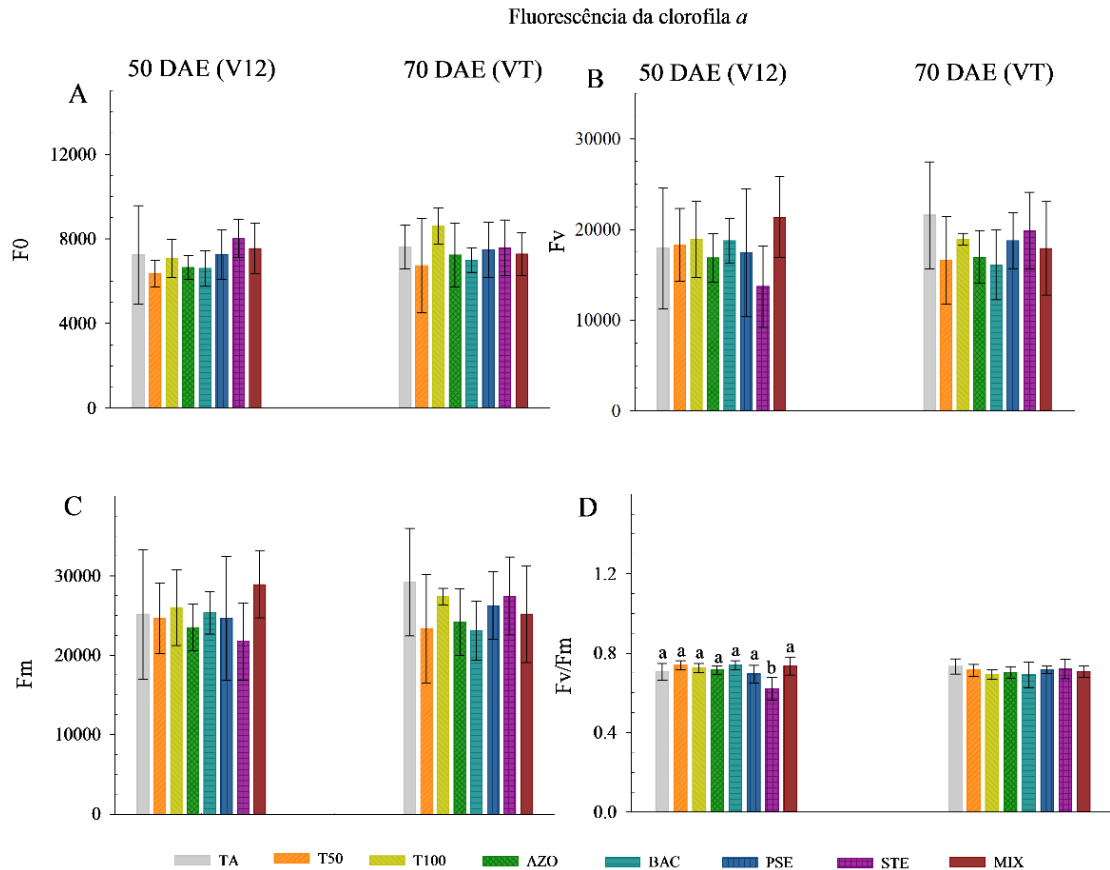 Fluorescência da clorofila a
50 DAE (V12)
70 DAE (VT)
A
12000
8000
4000
0
F0
50 DAE (V12)
70 DAE (VT)
B
30000
20000
10000
0
Fv
C
30000
20000
10000
0
Fm
D
1.2
0.8
0.4
0.0
Fv/Fm
a a a a a a b a
TA T50 T100 AZO BAC PSE STE MIX